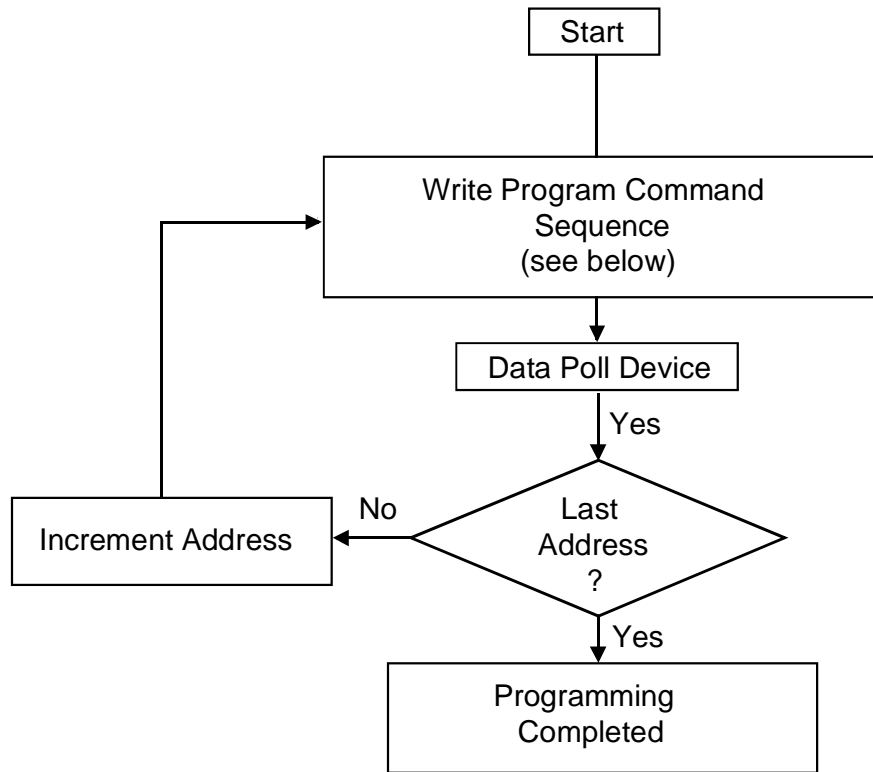 Start
Write Program Command
Sequence
(see below)
Data Poll Device
Yes
No
Last
Address
?
Increment Address
Yes
Programming
Completed